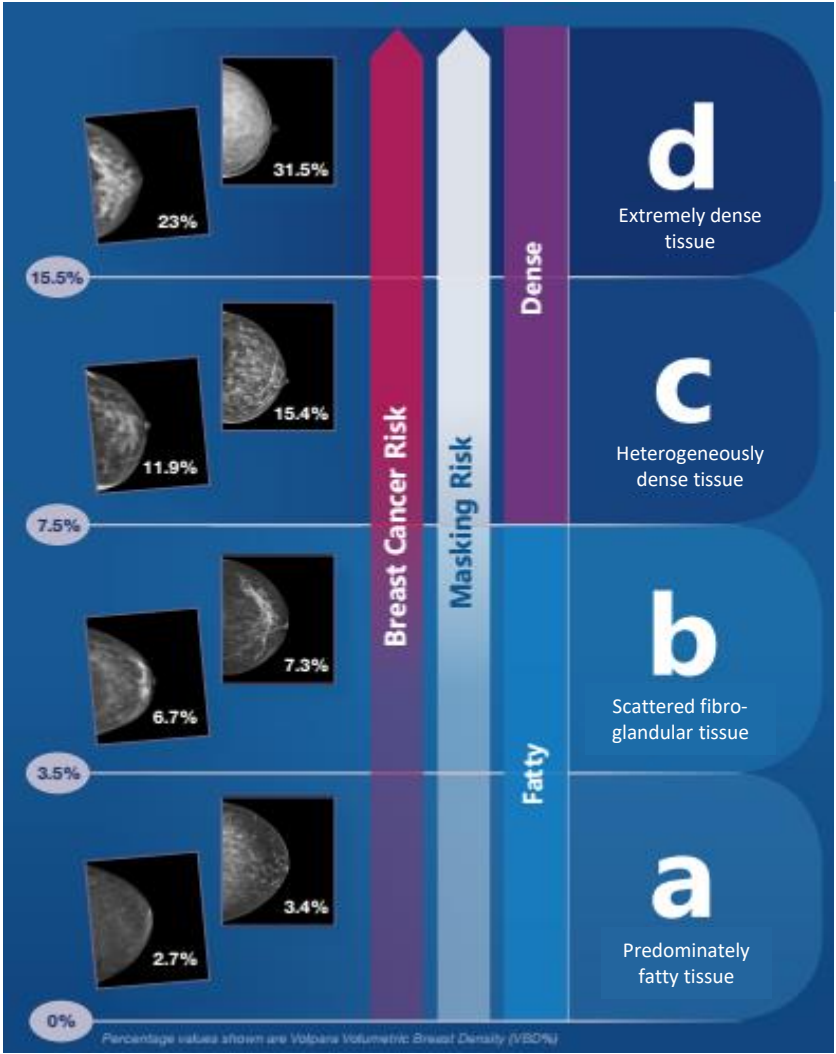 31.5%
23%
d
Extremely dense
tissue
15.5%
Dense
15.4%
11.9%
c
Heterogeneously
dense tissue
7.5%
Breast Cancer Risk
Masking Risk
7.3%
6.7%
b
Scattered fibro-
glandular tissue
3.5%
Fatty
3.4%
2.7%
a
Predominately
fatty tissue
0%
Percentage values shown are Volpara Volumetric Breast Density (VBD%)